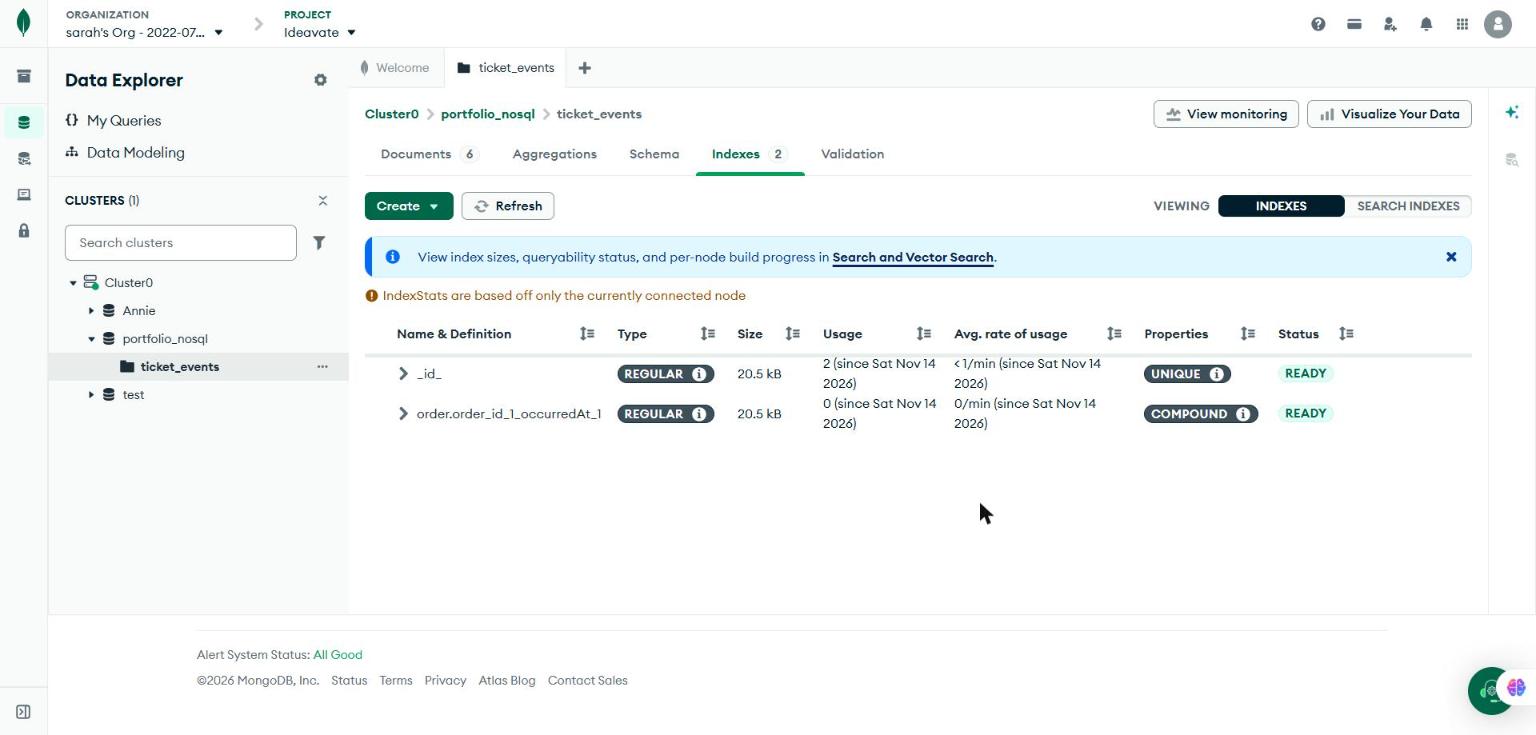 ORGANIZATION
sarah's Org - 2022-07...
PROJECT
Ideavate
Data Explorer
My Queries
Data Modeling
CLUSTERS (1)
Search clusters
Cluster0
Annie
portfolio_nosql
ticket_events
test
Welcome
ticket_events
Cluster0 > portfolio_nosql > ticket_events
View monitoring
Visualize Your Data
Documents 6
Aggregations
Schema
Indexes 2
Validation
Create
Refresh
VIEWING
INDEXES
SEARCH INDEXES
View index sizes, queryability status, and per-node build progress in Search and Vector Search.
IndexStats are based off only the currently connected node
Name & Definition Type Size Usage Avg. rate of usage Properties Status
_id_ REGULAR 20.5 kB 2 (since Sat Nov 14 2026) < 1/min (since Sat Nov 14 2026) UNIQUE READY
order.order_id_1_occurredAt_1 REGULAR 20.5 kB 0 (since Sat Nov 14 2026) 0/min (since Sat Nov 14 2026) COMPOUND READY
Alert System Status: All Good
©2026 MongoDB, Inc. Status Terms Privacy Atlas Blog Contact Sales